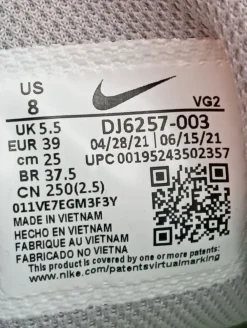 US
8
VG2
UK 5.5
DJ6257-003
EUR 39
04/28/21 | 06/15/21
cm 25
UPC 00195243502357
BR 37.5
CN 250(2.5)
011VE7EGM3F3Y
MADE IN VIETNAM
HECHO EN VIETNAM
FABRIQUE AU VIETNAM
FABRICADO NO VIETNA
This product is covered by one or more patents:
www.nike.com/patentsvirtualmarking